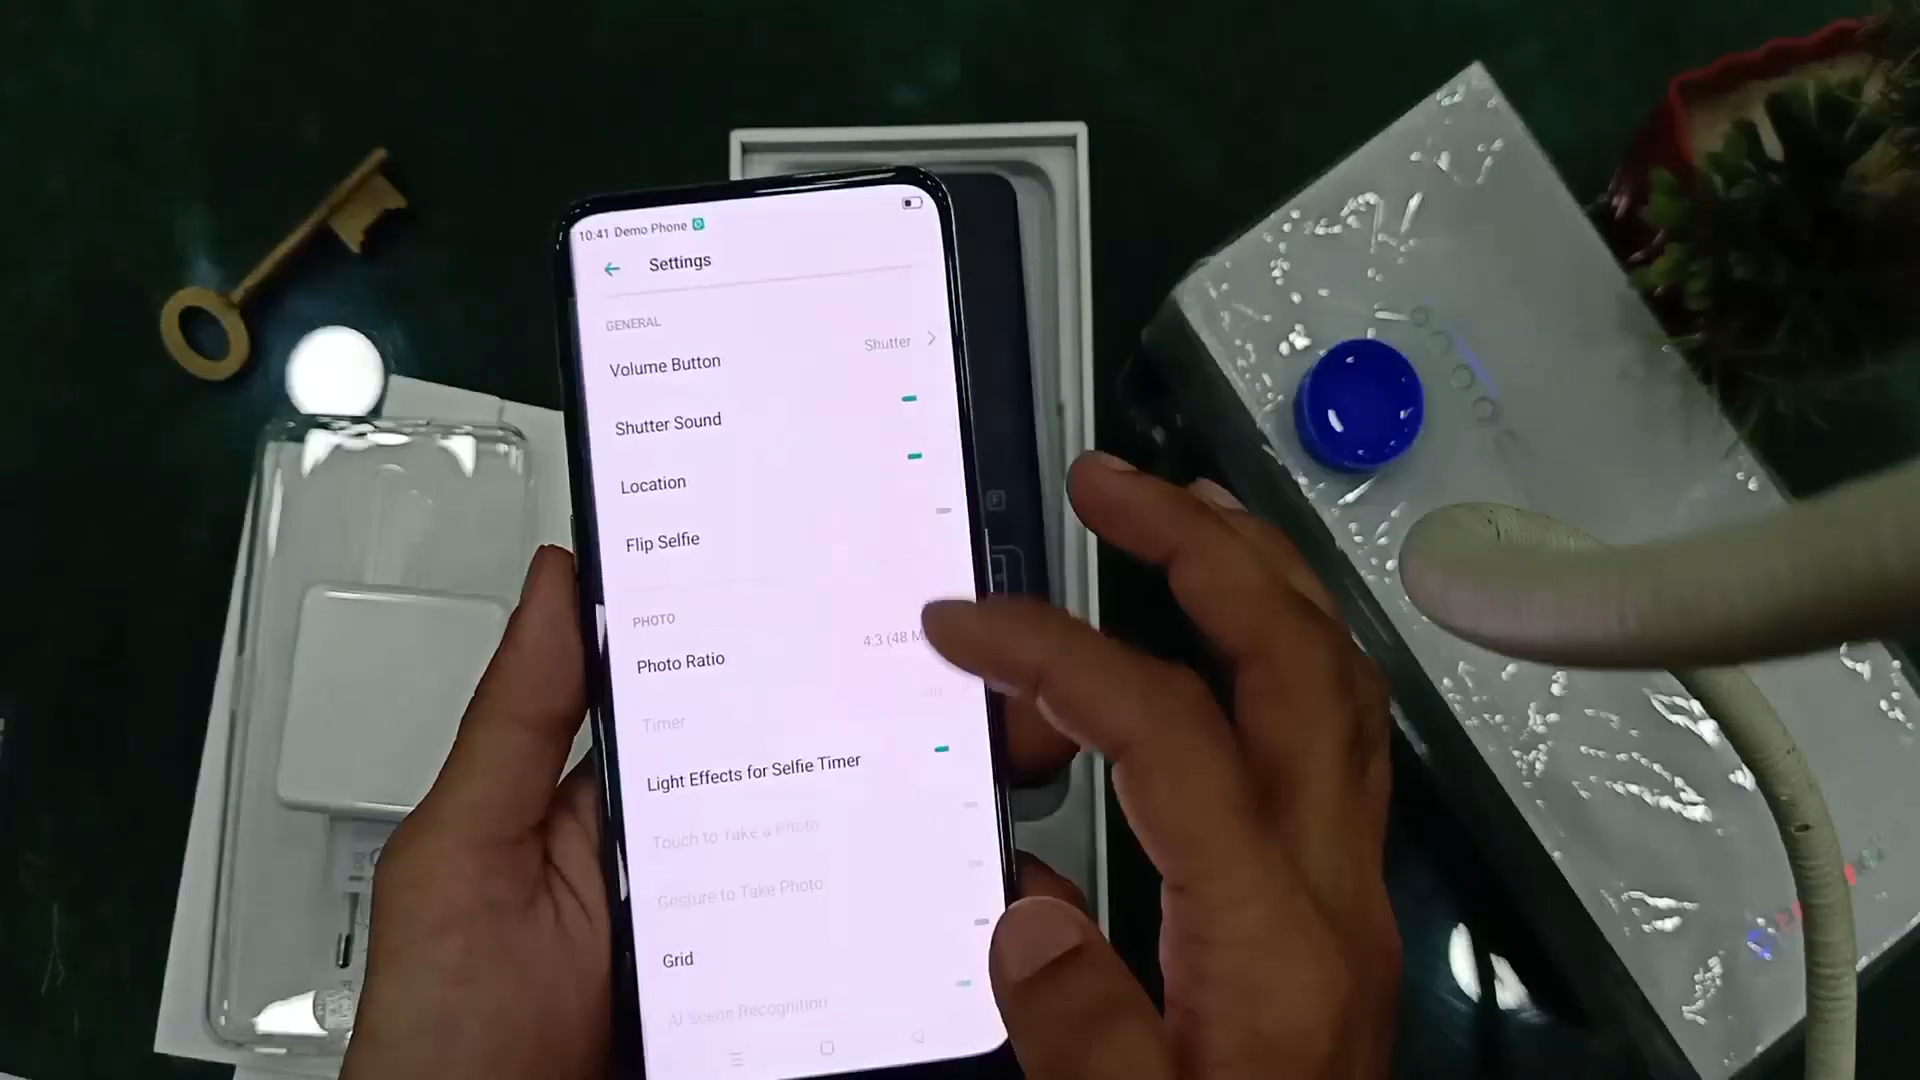 10:41 Demo Phone
Settings
GENERAL
Volume Button Shutter
Shutter Sound
Location
Flip Selfie
PHOTO
Photo Ratio 4:3 (48 M
Timer
Light Effects for Selfie Timer
Touch to Take a Photo
Gesture to Take Photo
Grid
AI Scene Recognition